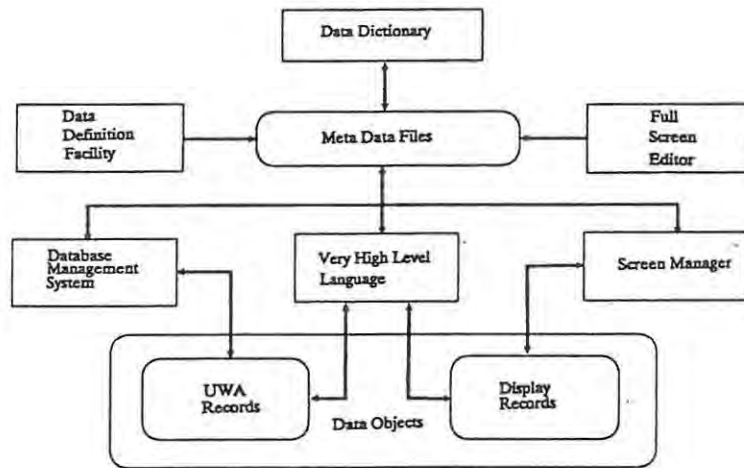 Data Dictionary
Data
Definition
Facility
Meta Data Files
Full
Screen
Editor
Database
Management
System
Very High Level
Language
Screen Manager
UWA
Records
Display
Records
Data Objects